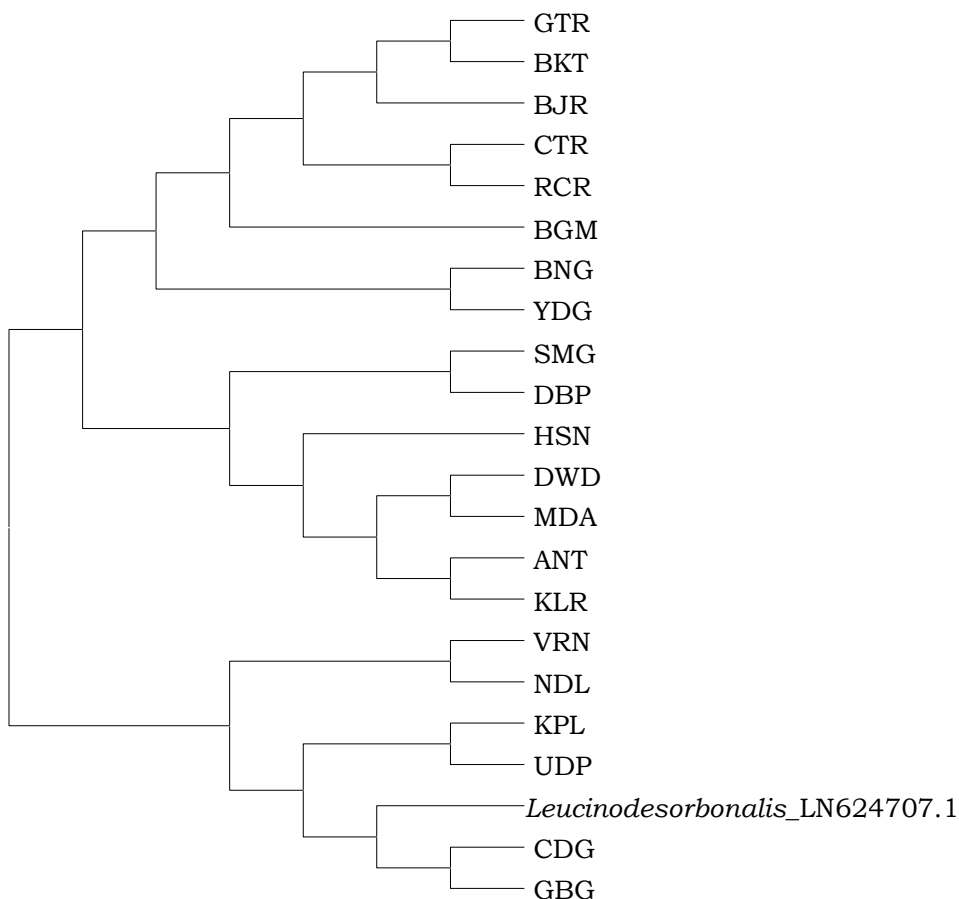 GTR
BKT
BJR
CTR
RCR
BGM
BNG
YDG
SMG
DBP
HSN
DWD
MDA
ANT
KLR
VRN
NDL
KPL
UDP
Leucinodesorbonalis_LN624707.1
CDG
GBG